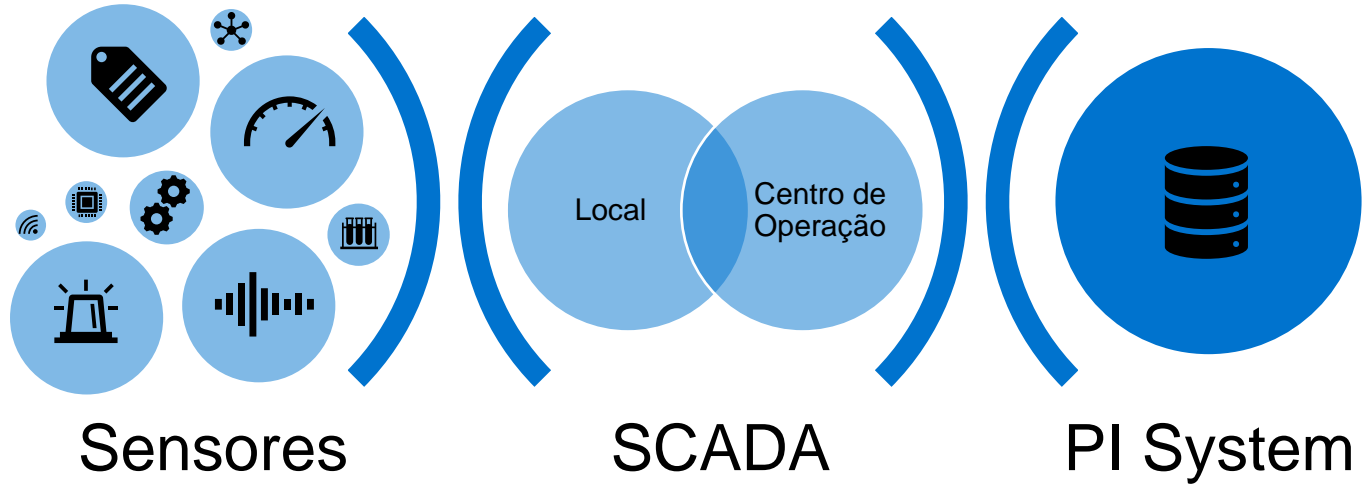 Local
Centro de
Operação
Sensores
SCADA
PI System